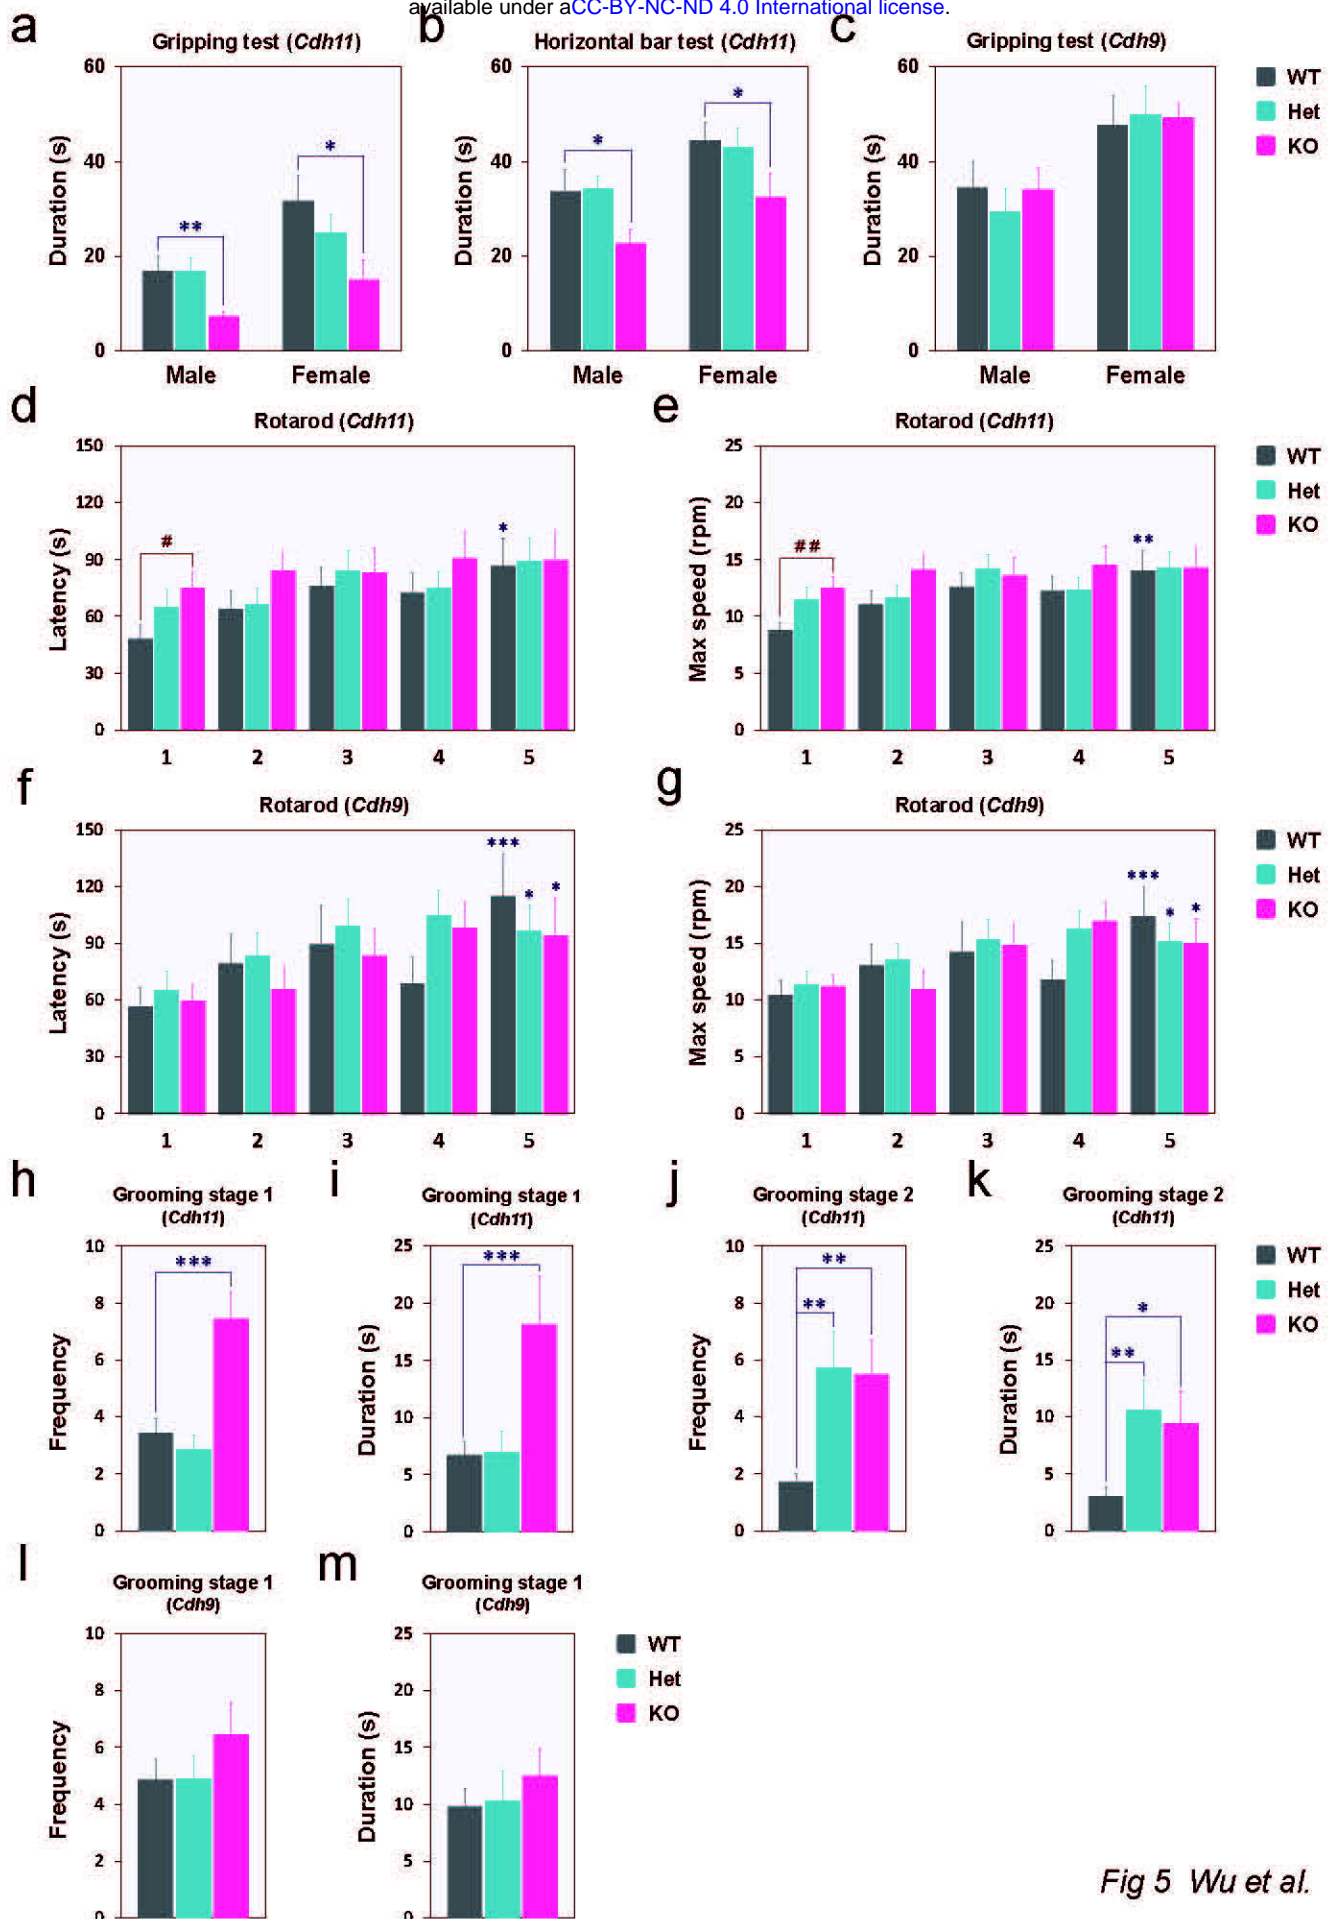 available under aCC-BY-NC-ND 4.0 International license.
a
Gripping test (Cdh11)
60
40
20
0
Duration (s)
**
*
Male
Female
b
Horizontal bar test (Cdh11)
60
40
20
0
Duration (s)
*
*
Male
Female
c
Gripping test (Cdh9)
60
40
20
0
Duration (s)
Male
Female
WT
Het
KO
d
Rotarod (Cdh11)
150
120
90
60
30
0
Latency (s)
#
*
1 2 3 4 5
e
Rotarod (Cdh11)
25
20
15
10
5
0
Max speed (rpm)
##
**
1 2 3 4 5
WT
Het
KO
f
Rotarod (Cdh9)
150
120
90
60
30
0
Latency (s)
***
*
*
1 2 3 4 5
g
Rotarod (Cdh9)
25
20
15
10
5
0
Max speed (rpm)
***
*
*
1 2 3 4 5
WT
Het
KO
h
Grooming stage 1
(Cdh11)
10
8
6
4
2
0
Frequency
***
i
Grooming stage 1
(Cdh11)
25
20
15
10
5
0
Duration (s)
***
j
Grooming stage 2
(Cdh11)
10
8
6
4
2
0
Frequency
**
**
k
Grooming stage 2
(Cdh11)
25
20
15
10
5
0
Duration (s)
*
**
WT
Het
KO
l
Grooming stage 1
(Cdh9)
10
8
6
4
2
0
Frequency
m
Grooming stage 1
(Cdh9)
25
20
15
10
5
0
Duration (s)
WT
Het
KO
Fig 5 Wu et al.